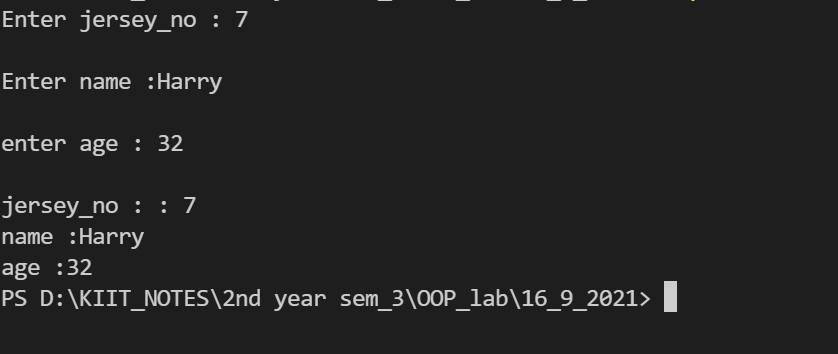 Enter jersey_no : 7
Enter name :Harry
enter age : 32
jersey_no : : 7
name :Harry
age :32
PS D:\KIIT_NOTES\2nd year sem_3\OOP_lab\16_9_2021>